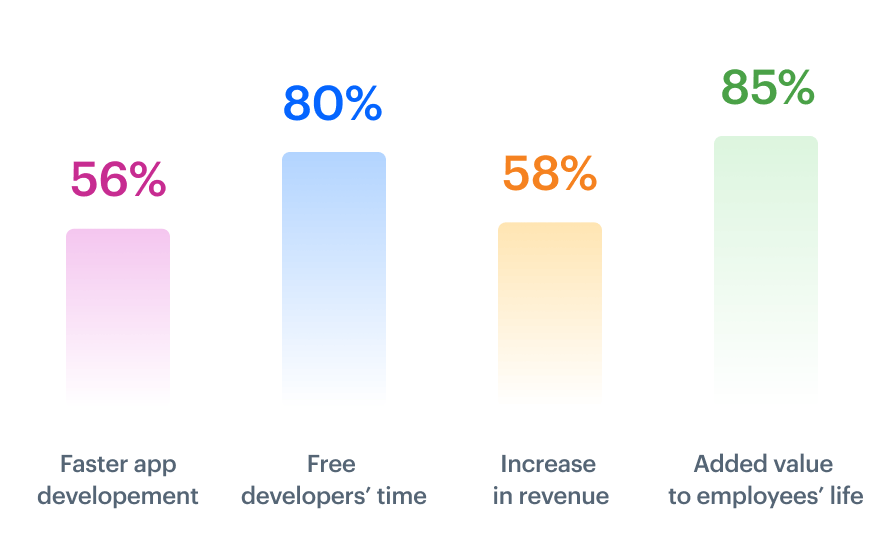 56%
80%
58%
85%
Faster app
developement
Free
developers’ time
Increase
in revenue
Added value
to employees’ life